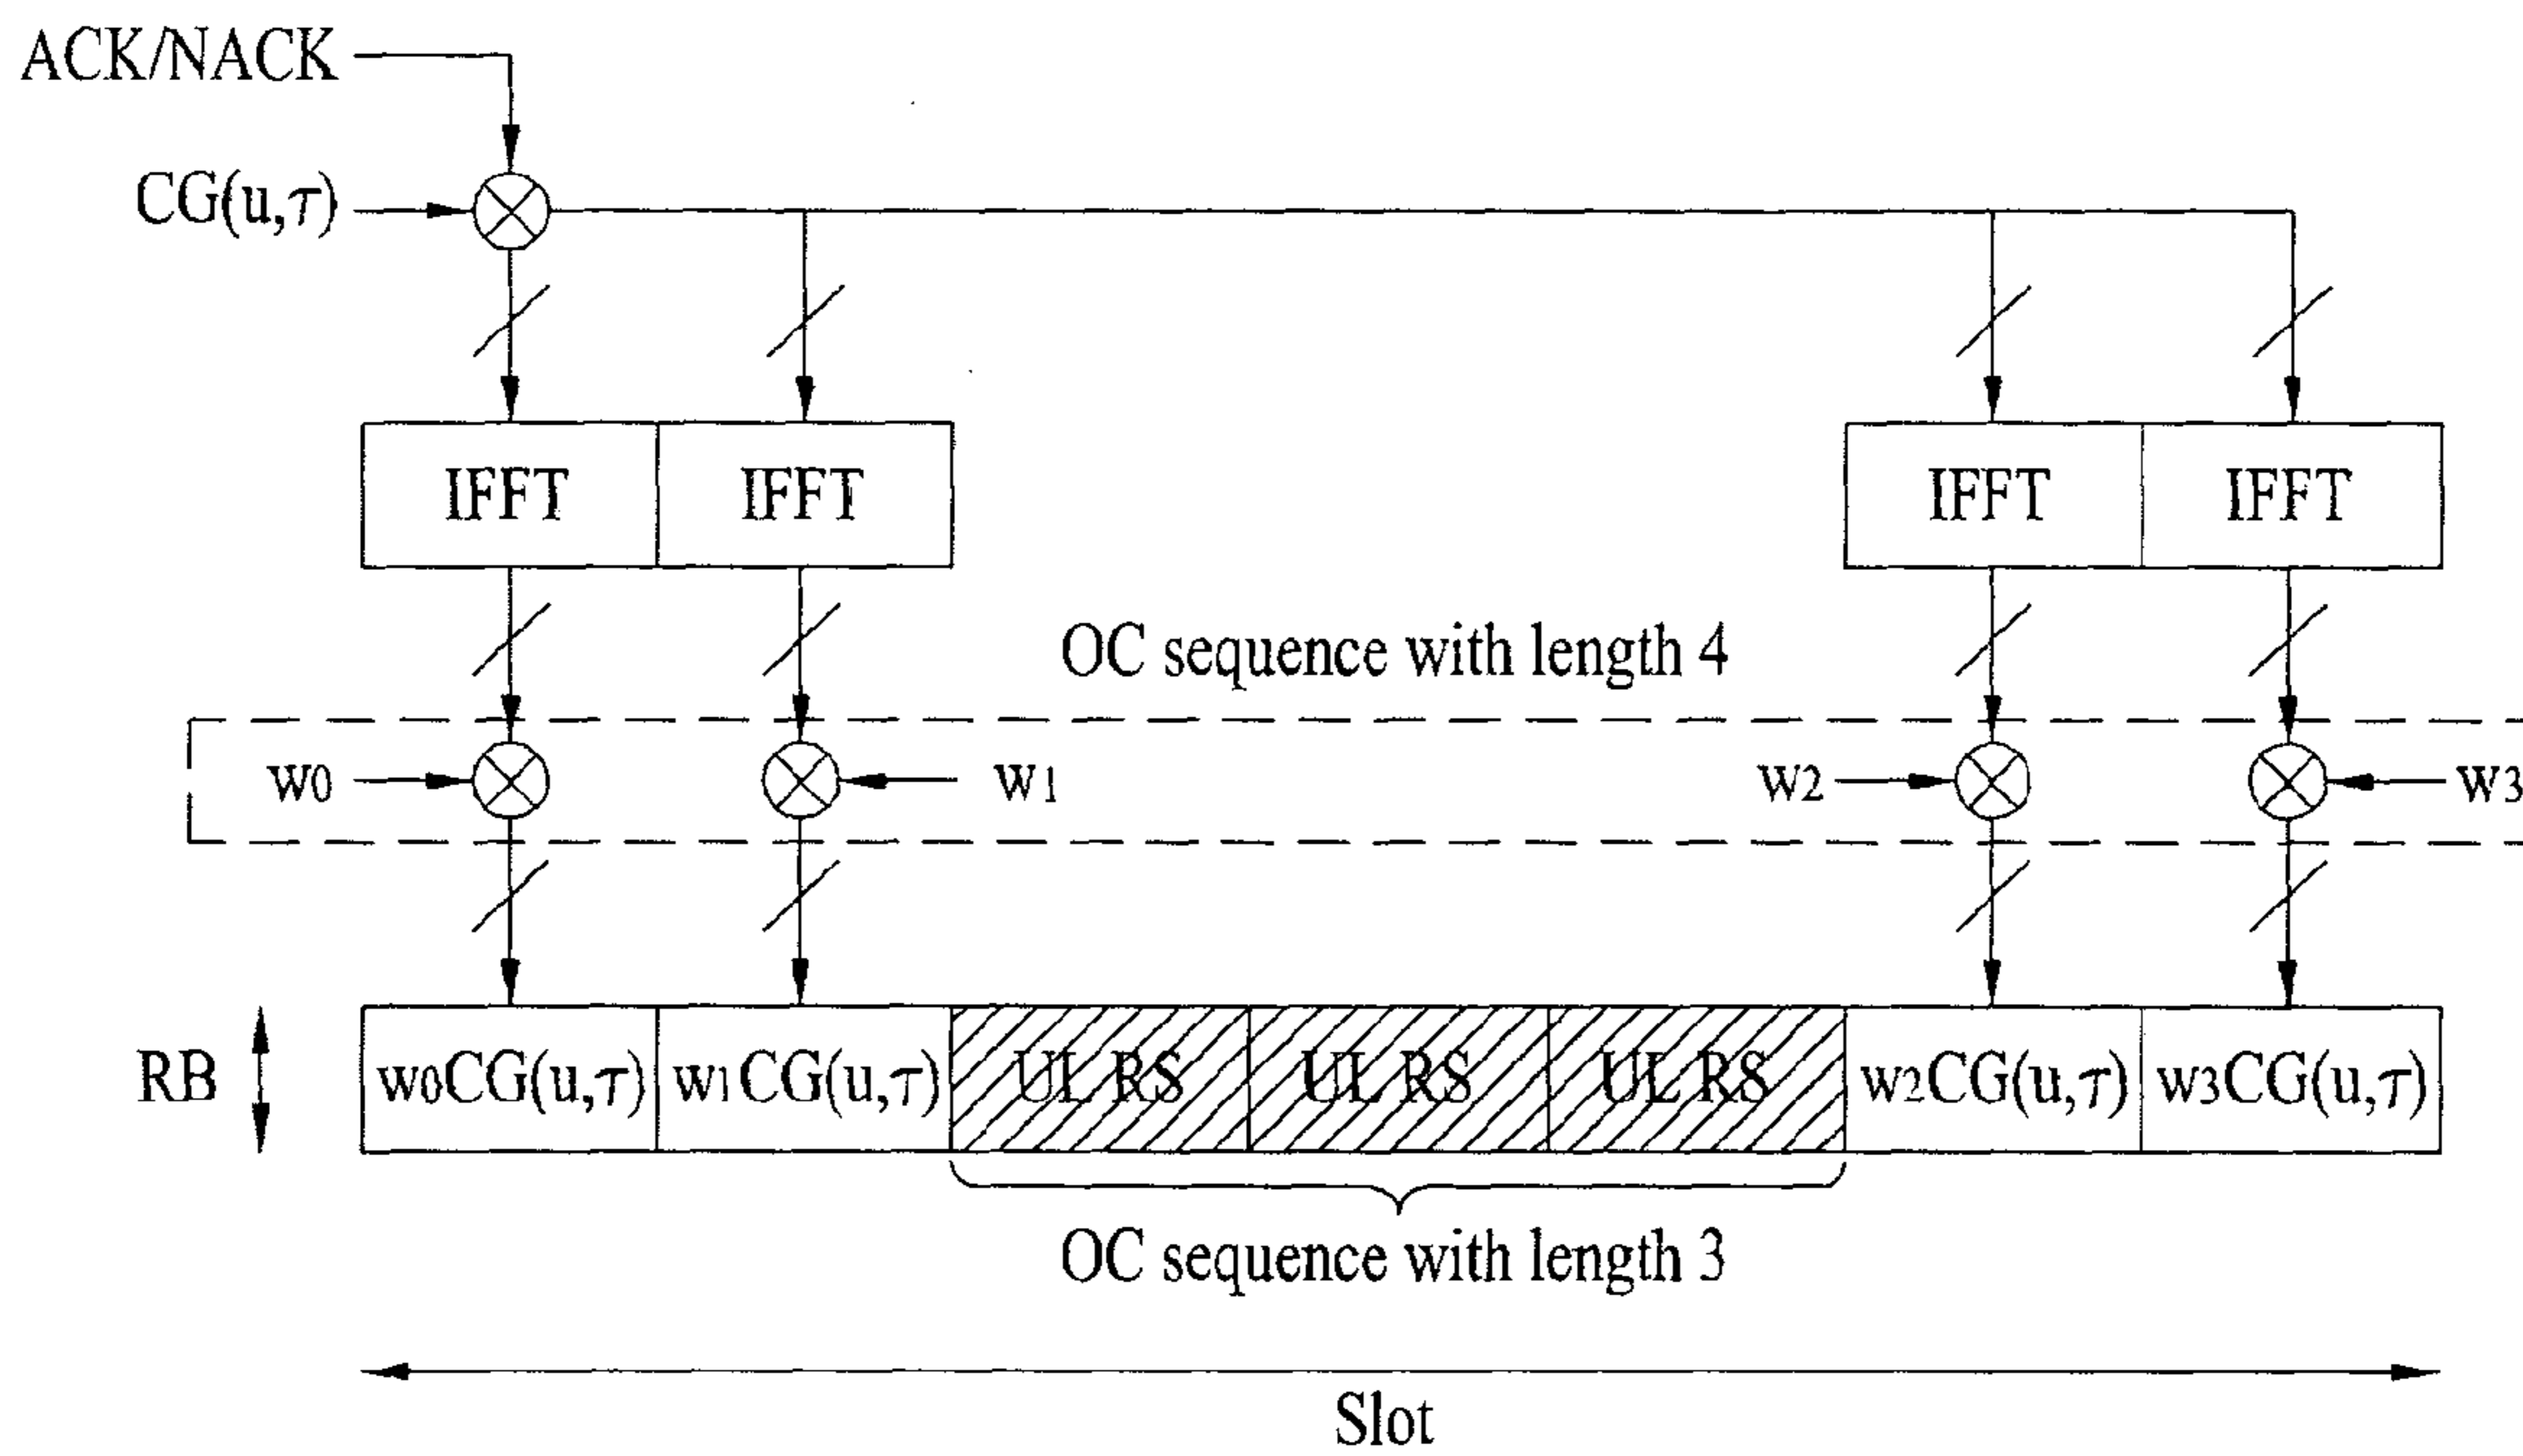 ACK/NACK
CG(u,τ)
IFFT IFFT IFFT IFFT
OC sequence with length 4
w0 w1 w2 w3
RB w0CG(u,τ) w1CG(u,τ) UL RS UL RS UL RS w2CG(u,τ) w3CG(u,τ)
OC sequence with length 3
Slot